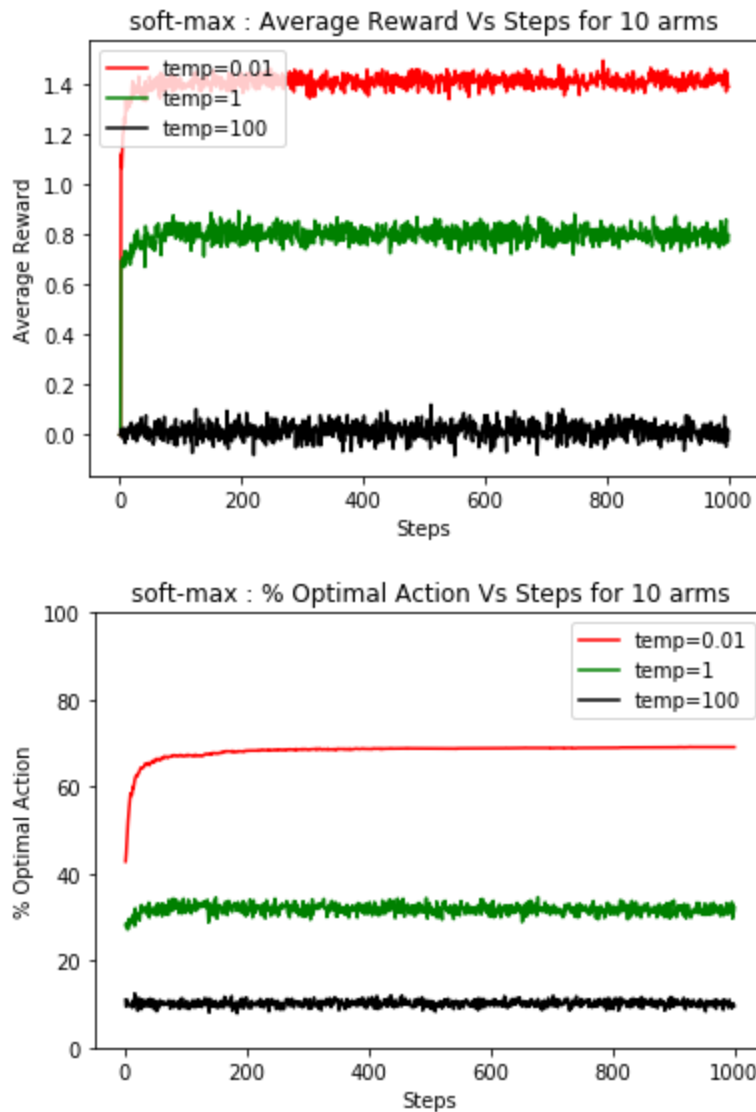 soft-max : Average Reward Vs Steps for 10 arms
temp=0.01
temp=1
temp=100
Average Reward
1.4
1.2
1.0
0.8
0.6
0.4
0.2
0.0
0 200 400 600 800 1000
Steps
soft-max : % Optimal Action Vs Steps for 10 arms
temp=0.01
temp=1
temp=100
% Optimal Action
100
80
60
40
20
0
0 200 400 600 800 1000
Steps